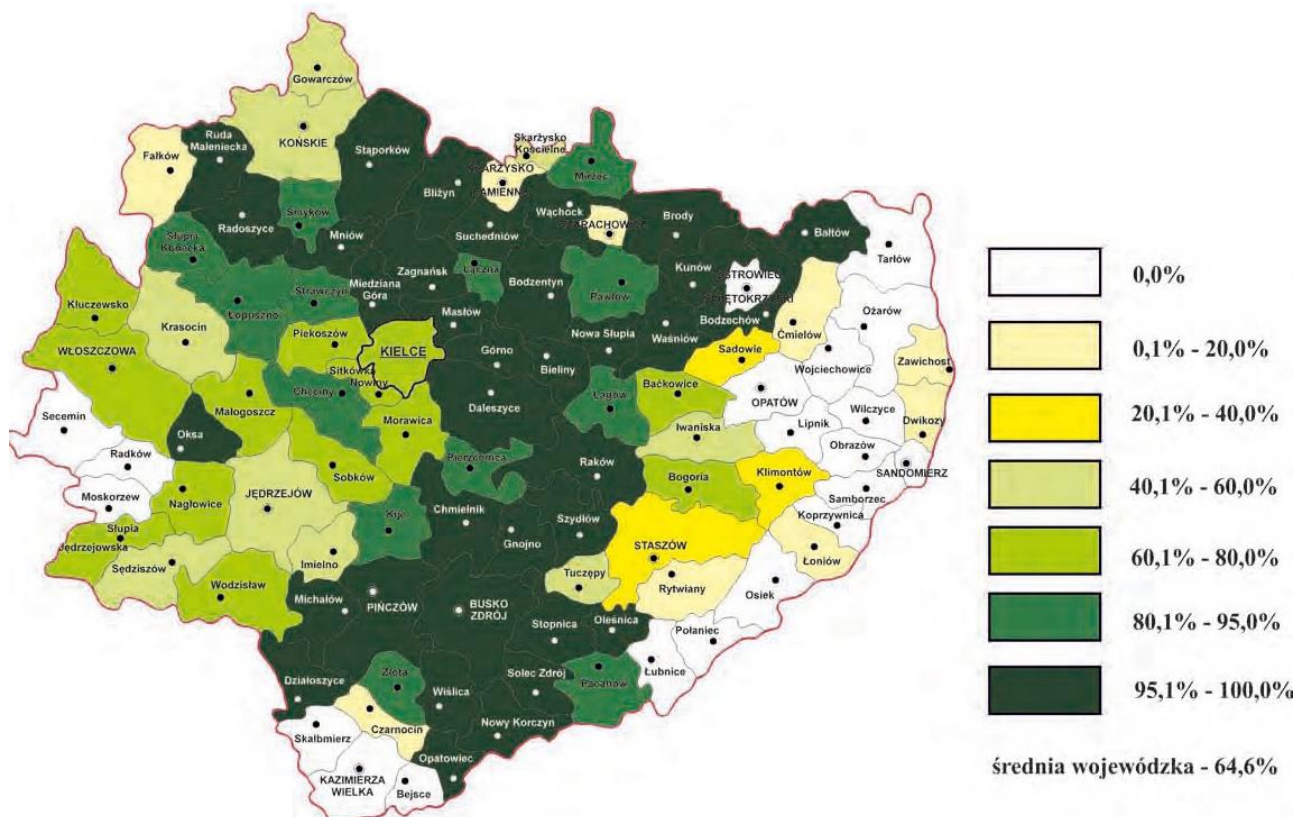 Gowarczów
KOŃSKIE
Ruda
Maleniecka
Fałków
Stąporków
Skarżysko
Kościelne
SKARŻYSKO
KAMIENNA
Mirzec
Bliżyn
Wąchock
STARACHOWICE
Brody
Bałtów
Tarłów
Radoszyce
Smyków
Mniów
Suchedniów
Słupia
Konecka
Łączna
Zagnańsk
Bodzentyn
Pawłów
Kunów
OSTROWIEC
ŚWIĘTOKRZYSKI
Miedziana
Góra
Strawczyn
Łopuszno
Bodzechów
Ćmielów
Ożarów
Kluczewsko
Krasocin
Piekoszów
KIELCE
Masłów
Nowa Słupia
Waśniów
Sadowie
Wojciechowice
Zawichost
WŁOSZCZOWA
Górno
Bieliny
Sitkówka
Nowiny
Chęciny
Małogoszcz
Daleszyce
Łagów
Baćkowice
OPATÓW
Wilczyce
Dwikozy
Secemin
Oksa
Morawica
Iwaniska
Lipnik
Obrazów
SANDOMIERZ
Radków
Sobków
Pierzchnica
Raków
Klimontów
Samborzec
Moskorzew
Nagłowice
JĘDRZEJÓW
Bogoria
Koprzywnica
Kije
Chmielnik
Szydłów
Gnojno
Słupia
Jędrzejowska
Sędziszów
Imielno
STASZÓW
Łoniów
Tuczępy
Rytwiany
Osiek
Wodzisław
Michałów
PIŃCZÓW
BUSKO
ZDRÓJ
Stopnica
Oleśnica
Połaniec
Łubnice
Działoszyce
Złota
Wiślica
Solec Zdrój
Pacanów
Czarnocin
Nowy Korczyn
Skalbmierz
Opatowiec
KAZIMIERZA
WIELKA
Bejsce
0,0%
0,1% - 20,0%
20,1% - 40,0%
40,1% - 60,0%
60,1% - 80,0%
80,1% - 95,0%
95,1% - 100,0%
średnia wojewódzka - 64,6%